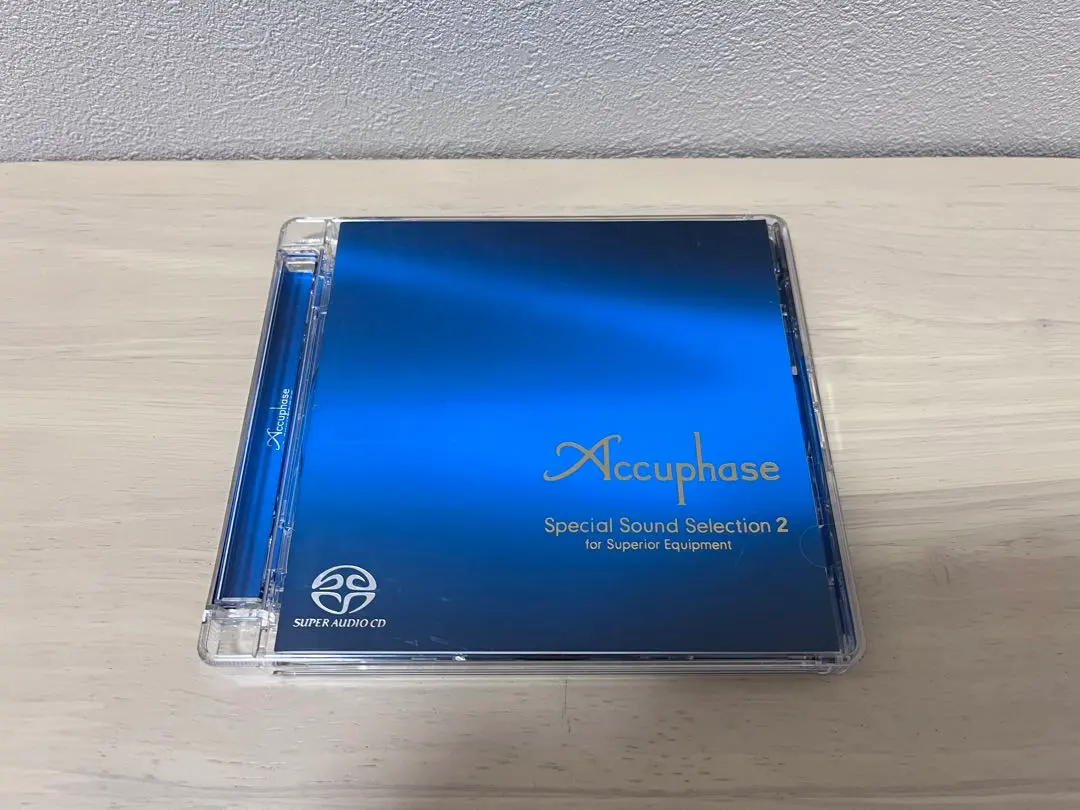 Accuphase
Accuphase
Special Sound Selection 2
for Superior Equipment
SUPER AUDIO CD